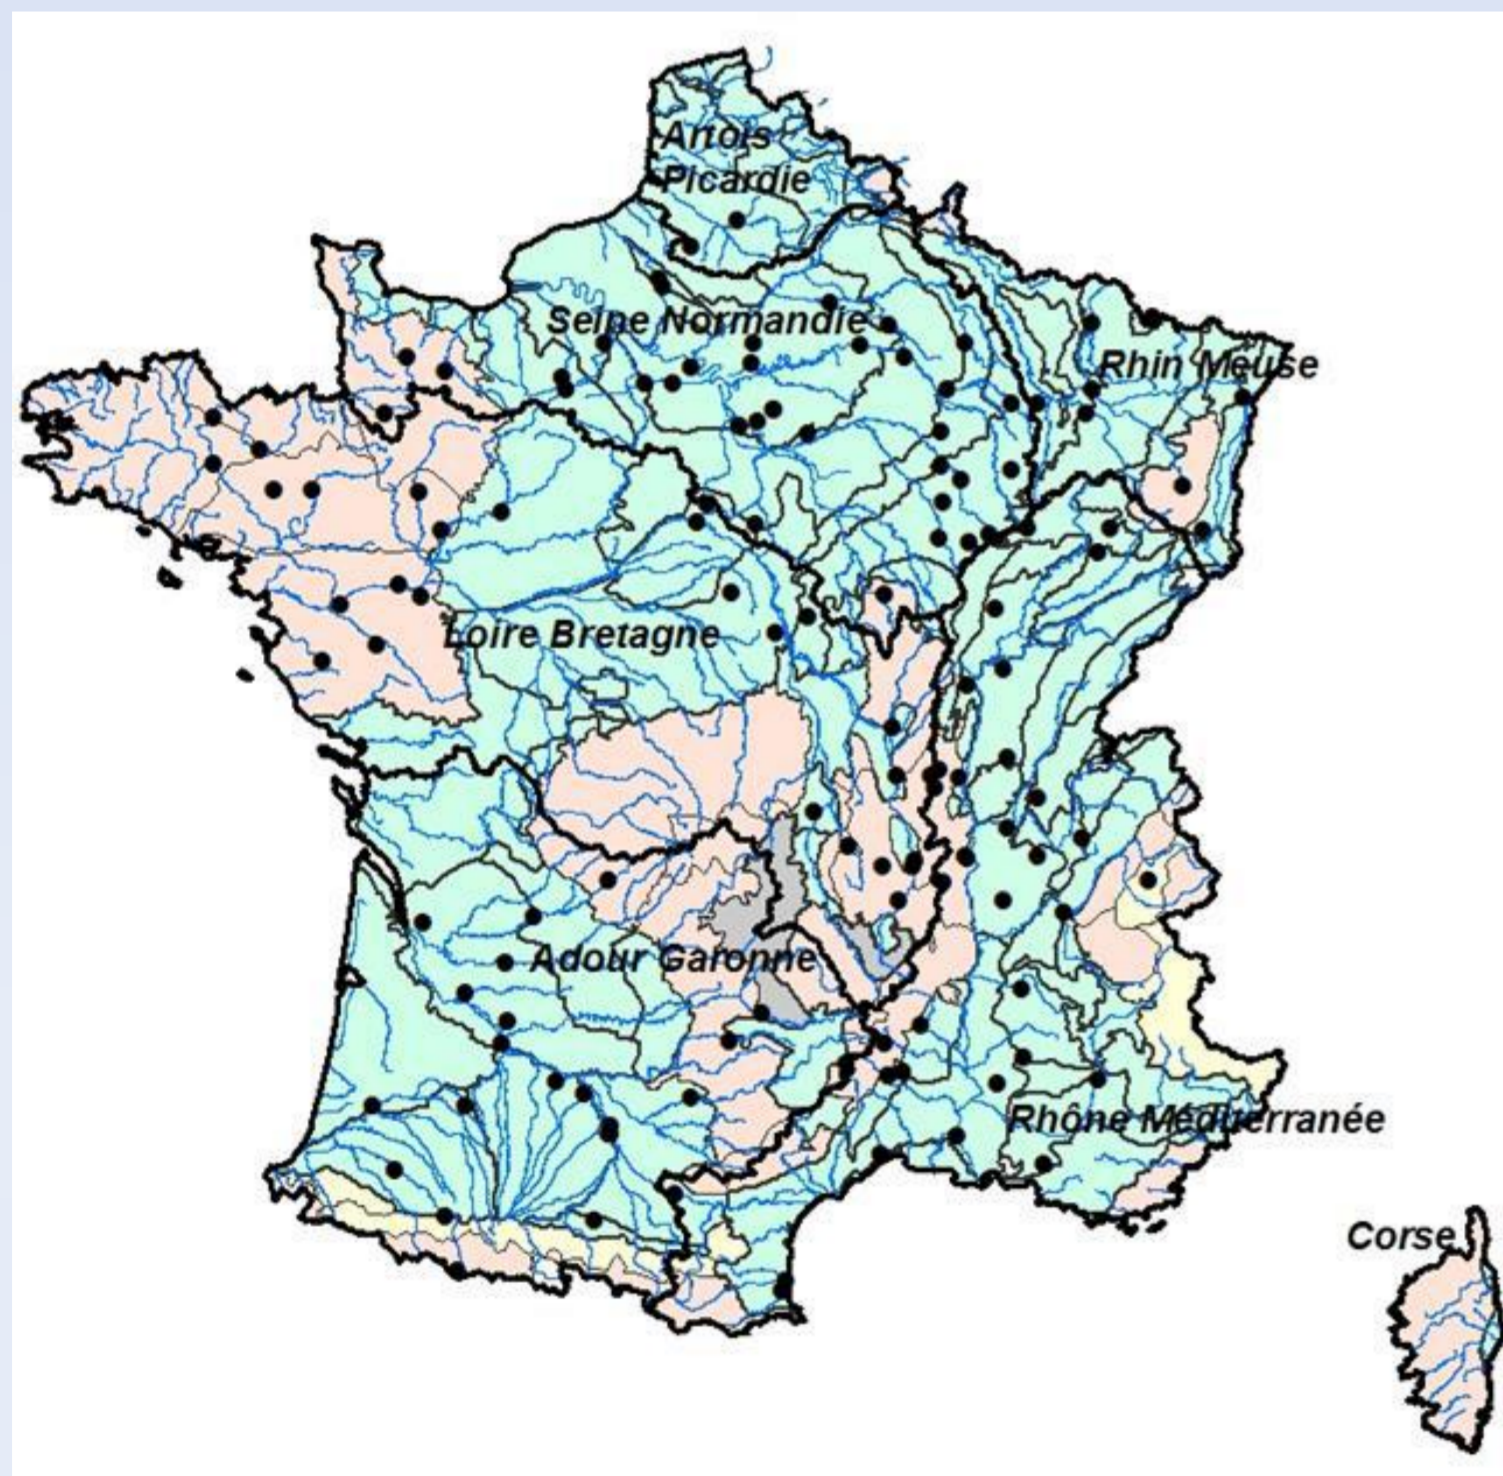 Artois
Picardie
Seine Normandie
Rhin Meuse
Loire Bretagne
Adour Garonne
Rhône Méditerranée
Corse